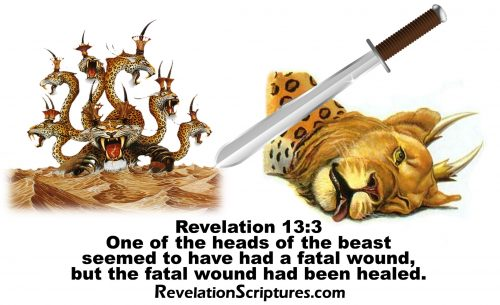 Revelation 13:3
One of the heads of the beast
seemed to have had a fatal wound,
but the fatal wound had been healed.
RevelationScriptures.com